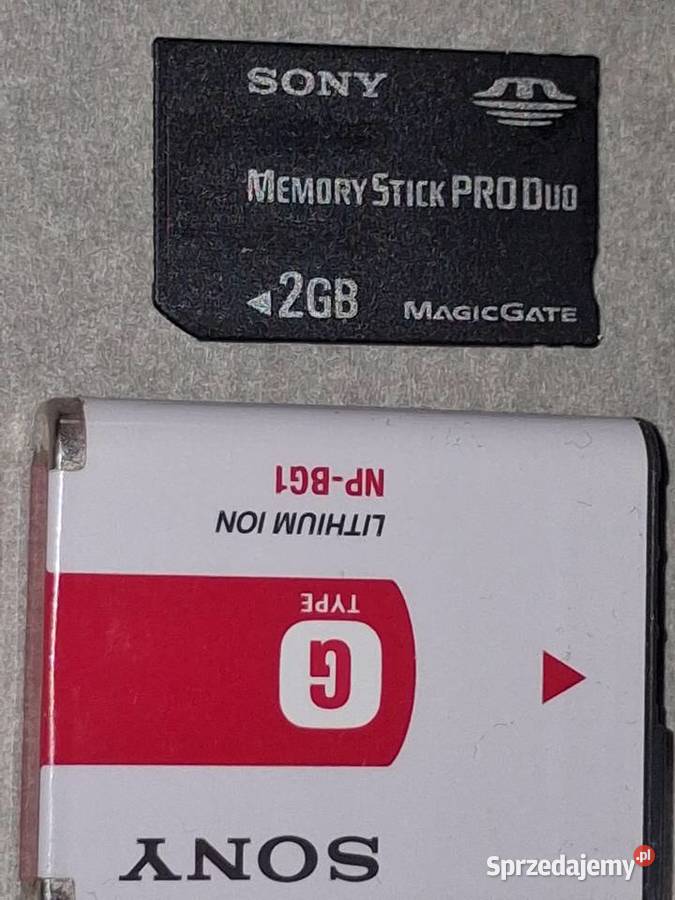 SONY
MEMORY STICK PRO DUO
2GB MAGICGATE
NP-BG1
LITHIUM ION
TYPE
G
SONY
Sprzedajemy.pl